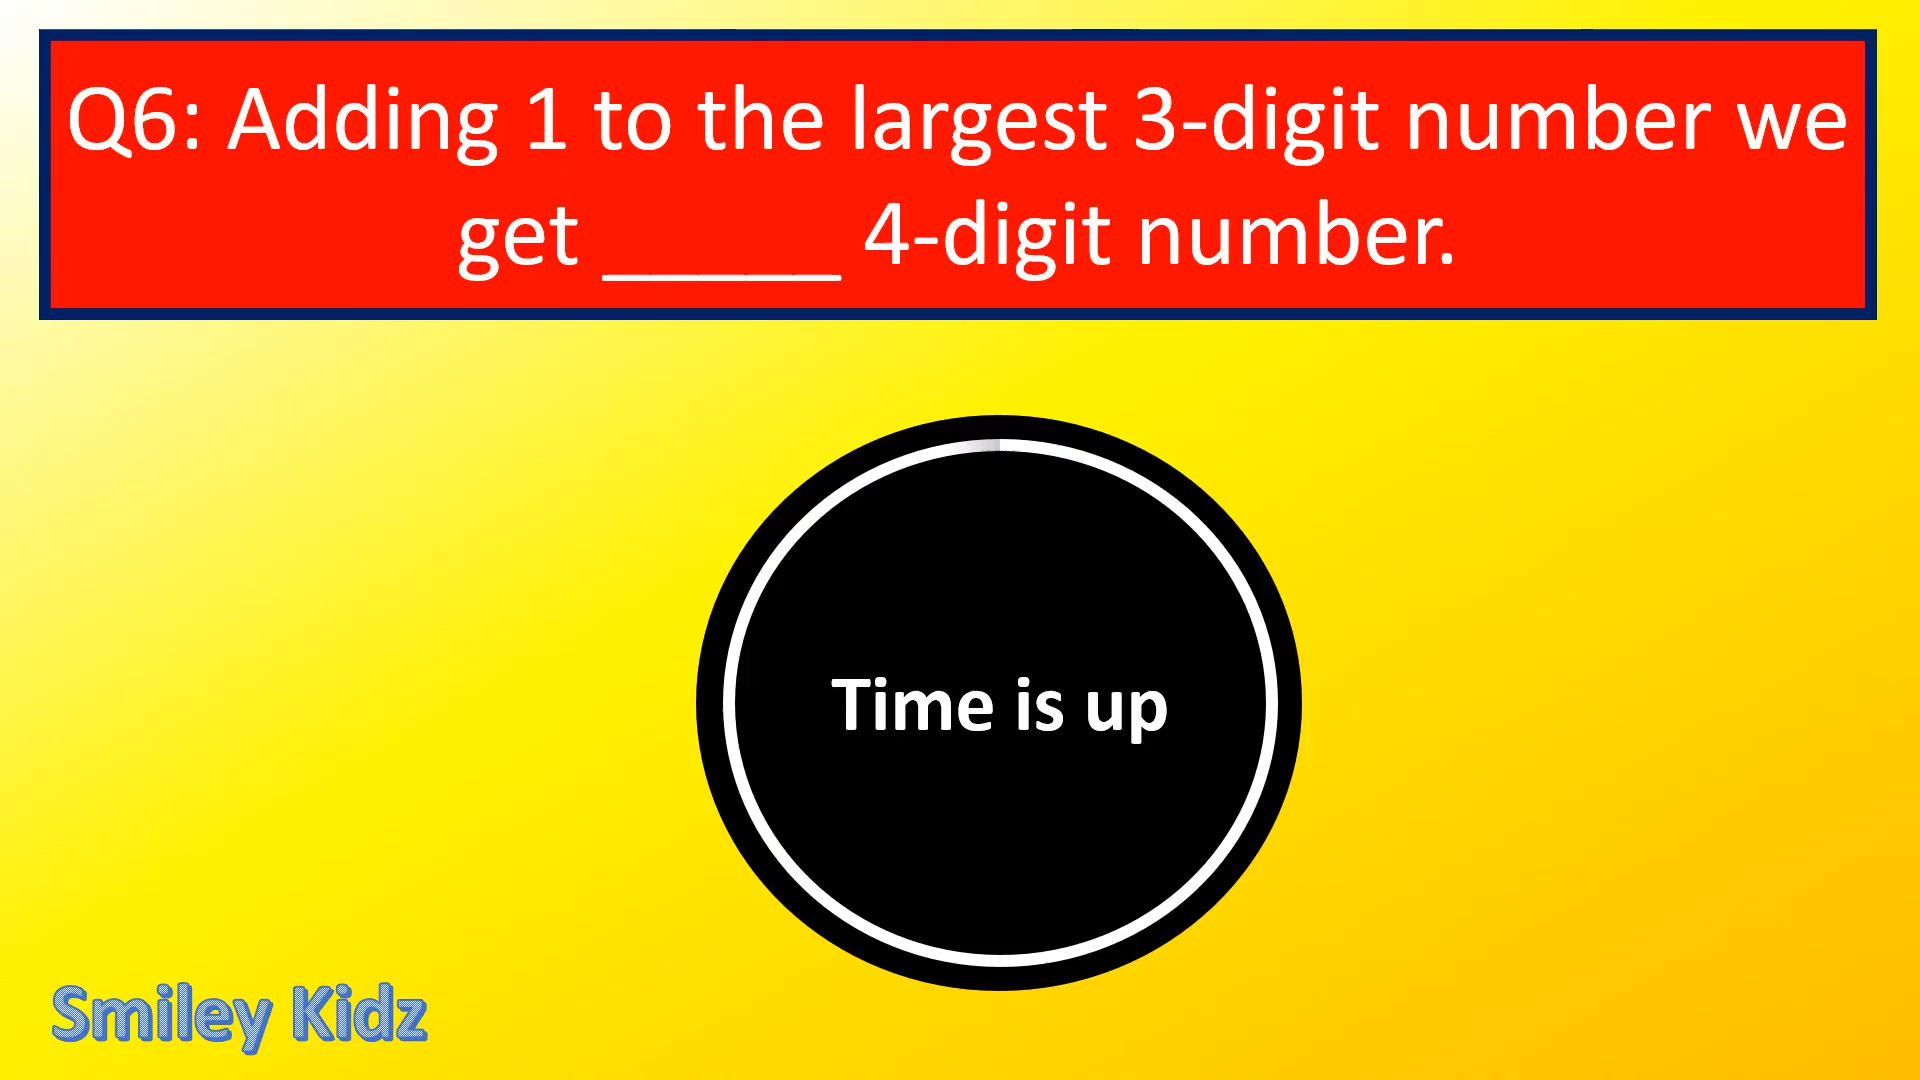 Q6: Adding 1 to the largest 3-digit number we
get _____ 4-digit number.
Time is up
Smiley Kidz